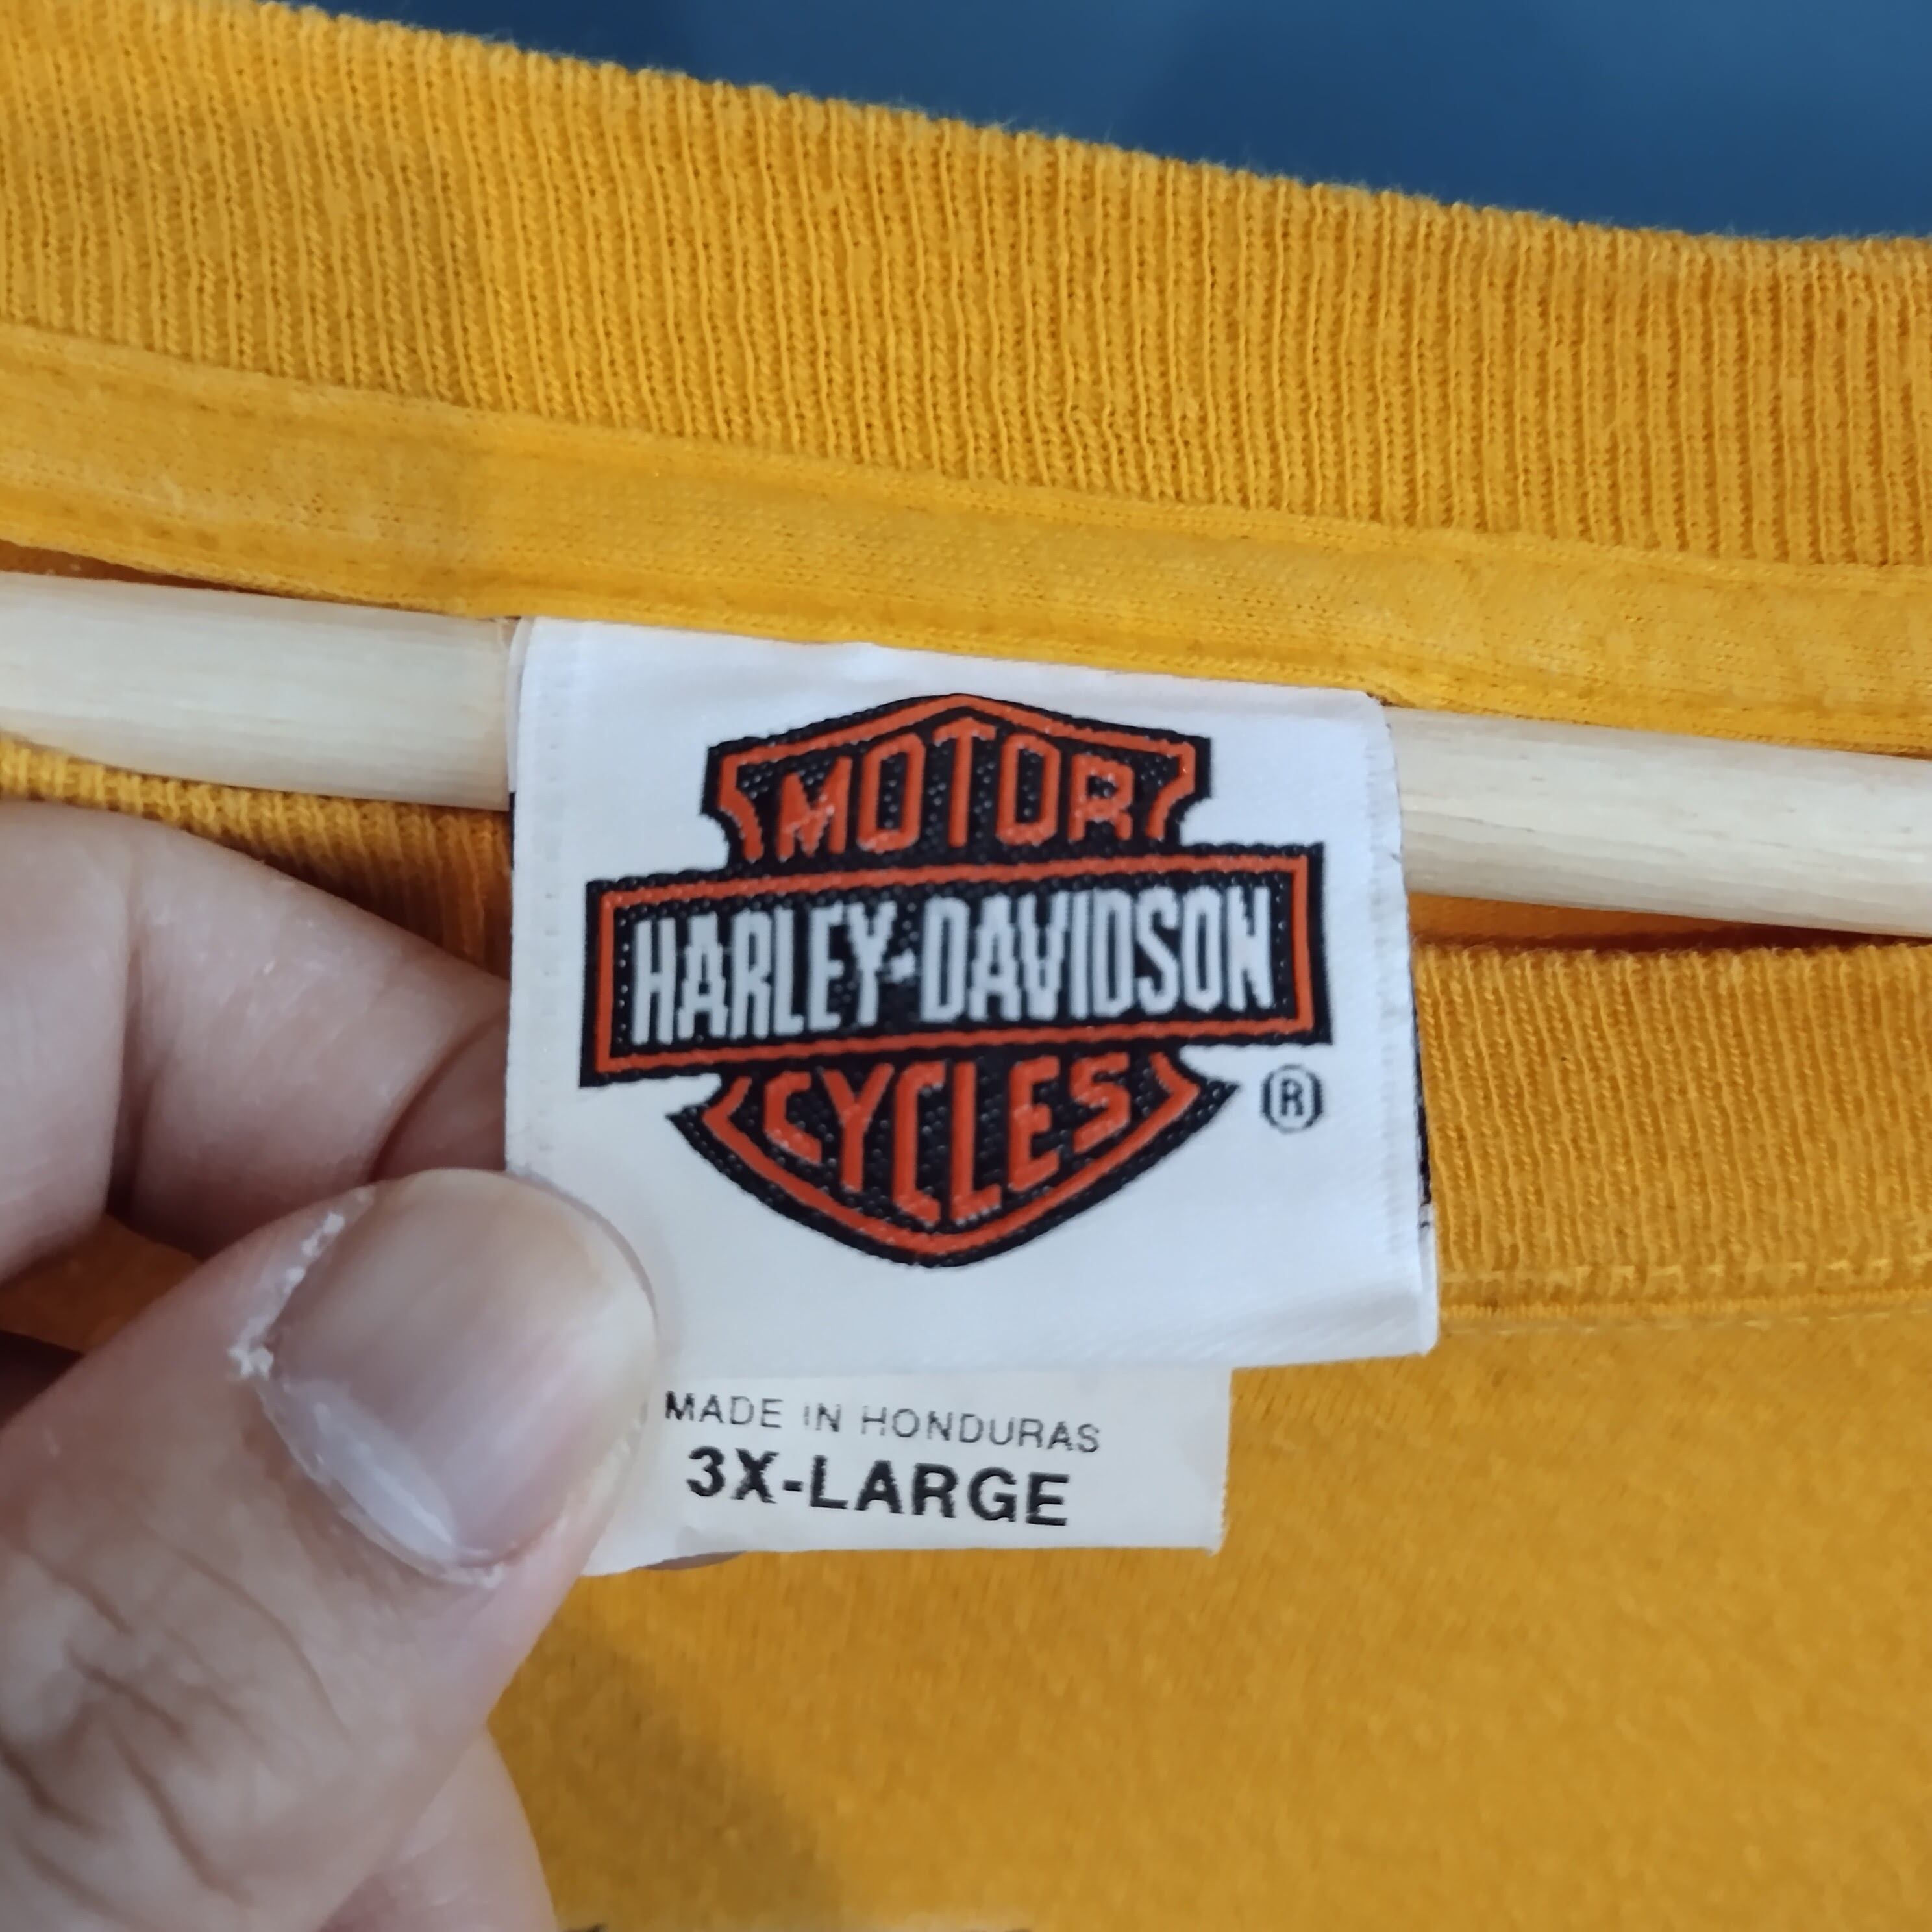 MOTOR
HARLEY-DAVIDSON
CYCLES
®
MADE IN HONDURAS
3X-LARGE